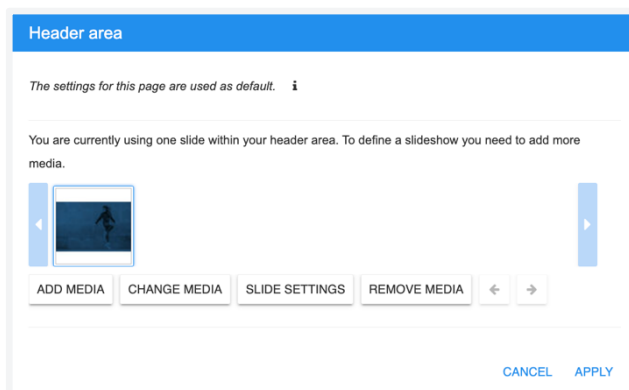 Header area
The settings for this page are used as default. i
You are currently using one slide within your header area. To define a slideshow you need to add more
media.
ADD MEDIA CHANGE MEDIA SLIDE SETTINGS REMOVE MEDIA ← →
CANCEL APPLY